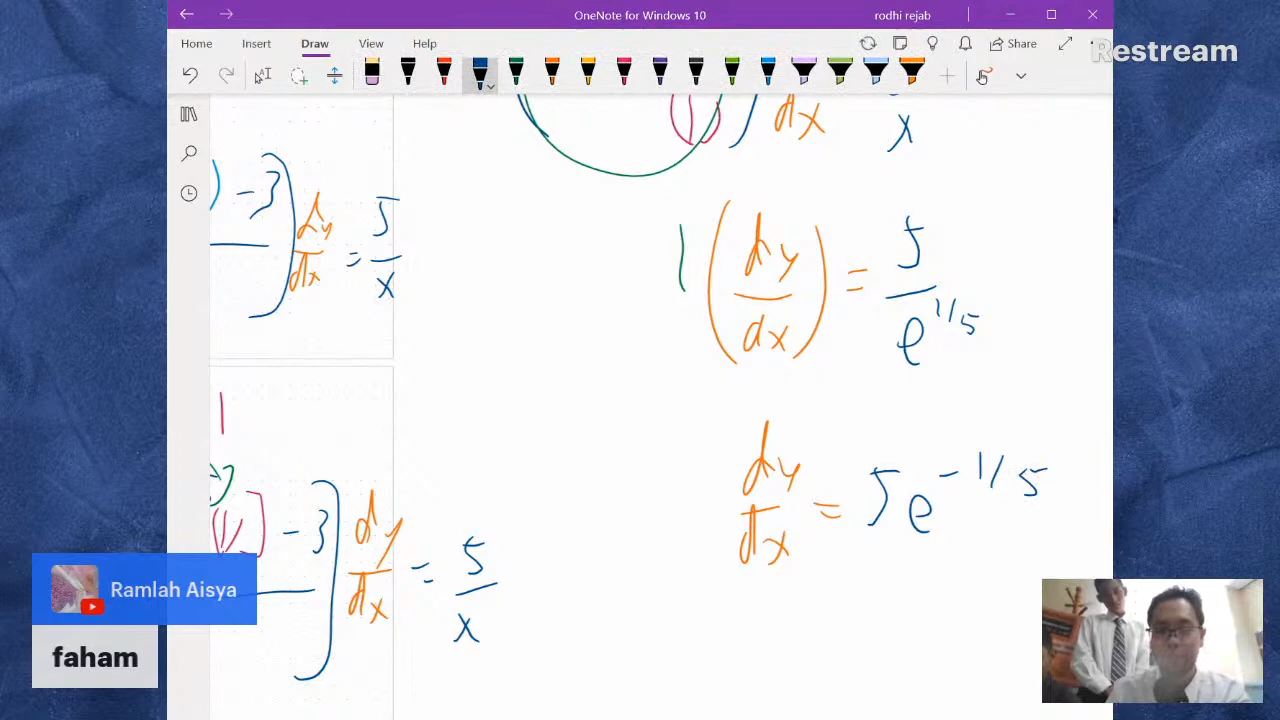 OneNote for Windows 10
rodhi rejab
Restream
Home Insert Draw View Help
Share
dx x
- 3 ] dy/dx = 5/x
1 (dy/dx) = 5/e^1/5
dy/dx = 5e^-1/5
1
- 3 ] dy/dx = 5/x
Ramlah Aisya
faham